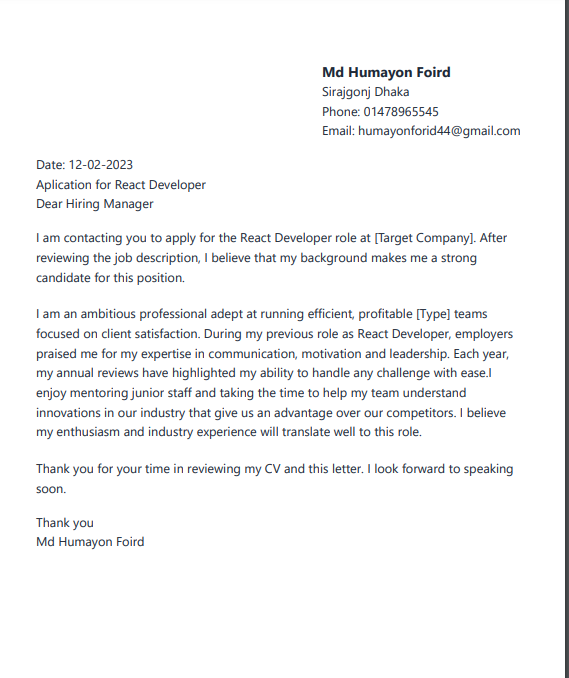 Md Humayon Foird
Sirajgonj Dhaka
Phone: 01478965545
Email: humayonforid44@gmail.com
Date: 12-02-2023
Aplication for React Developer
Dear Hiring Manager
I am contacting you to apply for the React Developer role at [Target Company]. After
reviewing the job description, I believe that my background makes me a strong
candidate for this position.
I am an ambitious professional adept at running efficient, profitable [Type] teams
focused on client satisfaction. During my previous role as React Developer, employers
praised me for my expertise in communication, motivation and leadership. Each year,
my annual reviews have highlighted my ability to handle any challenge with ease.I
enjoy mentoring junior staff and taking the time to help my team understand
innovations in our industry that give us an advantage over our competitors. I believe
my enthusiasm and industry experience will translate well to this role.
Thank you for your time in reviewing my CV and this letter. I look forward to speaking
soon.
Thank you
Md Humayon Foird